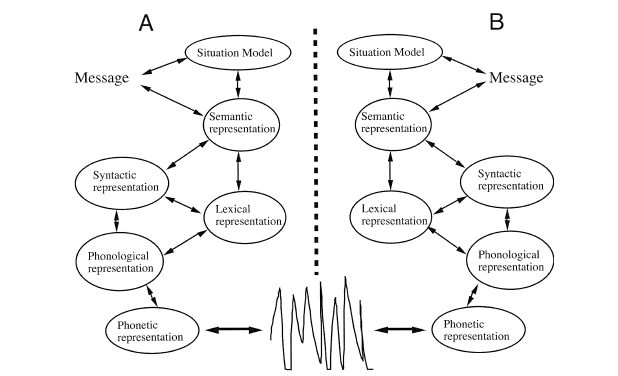 A
B
Situation Model
Situation Model
Message
Message
Semantic
representation
Semantic
representation
Syntactic
representation
Syntactic
representation
Lexical
representation
Lexical
representation
Phonological
representation
Phonological
representation
Phonetic
representation
Phonetic
representation